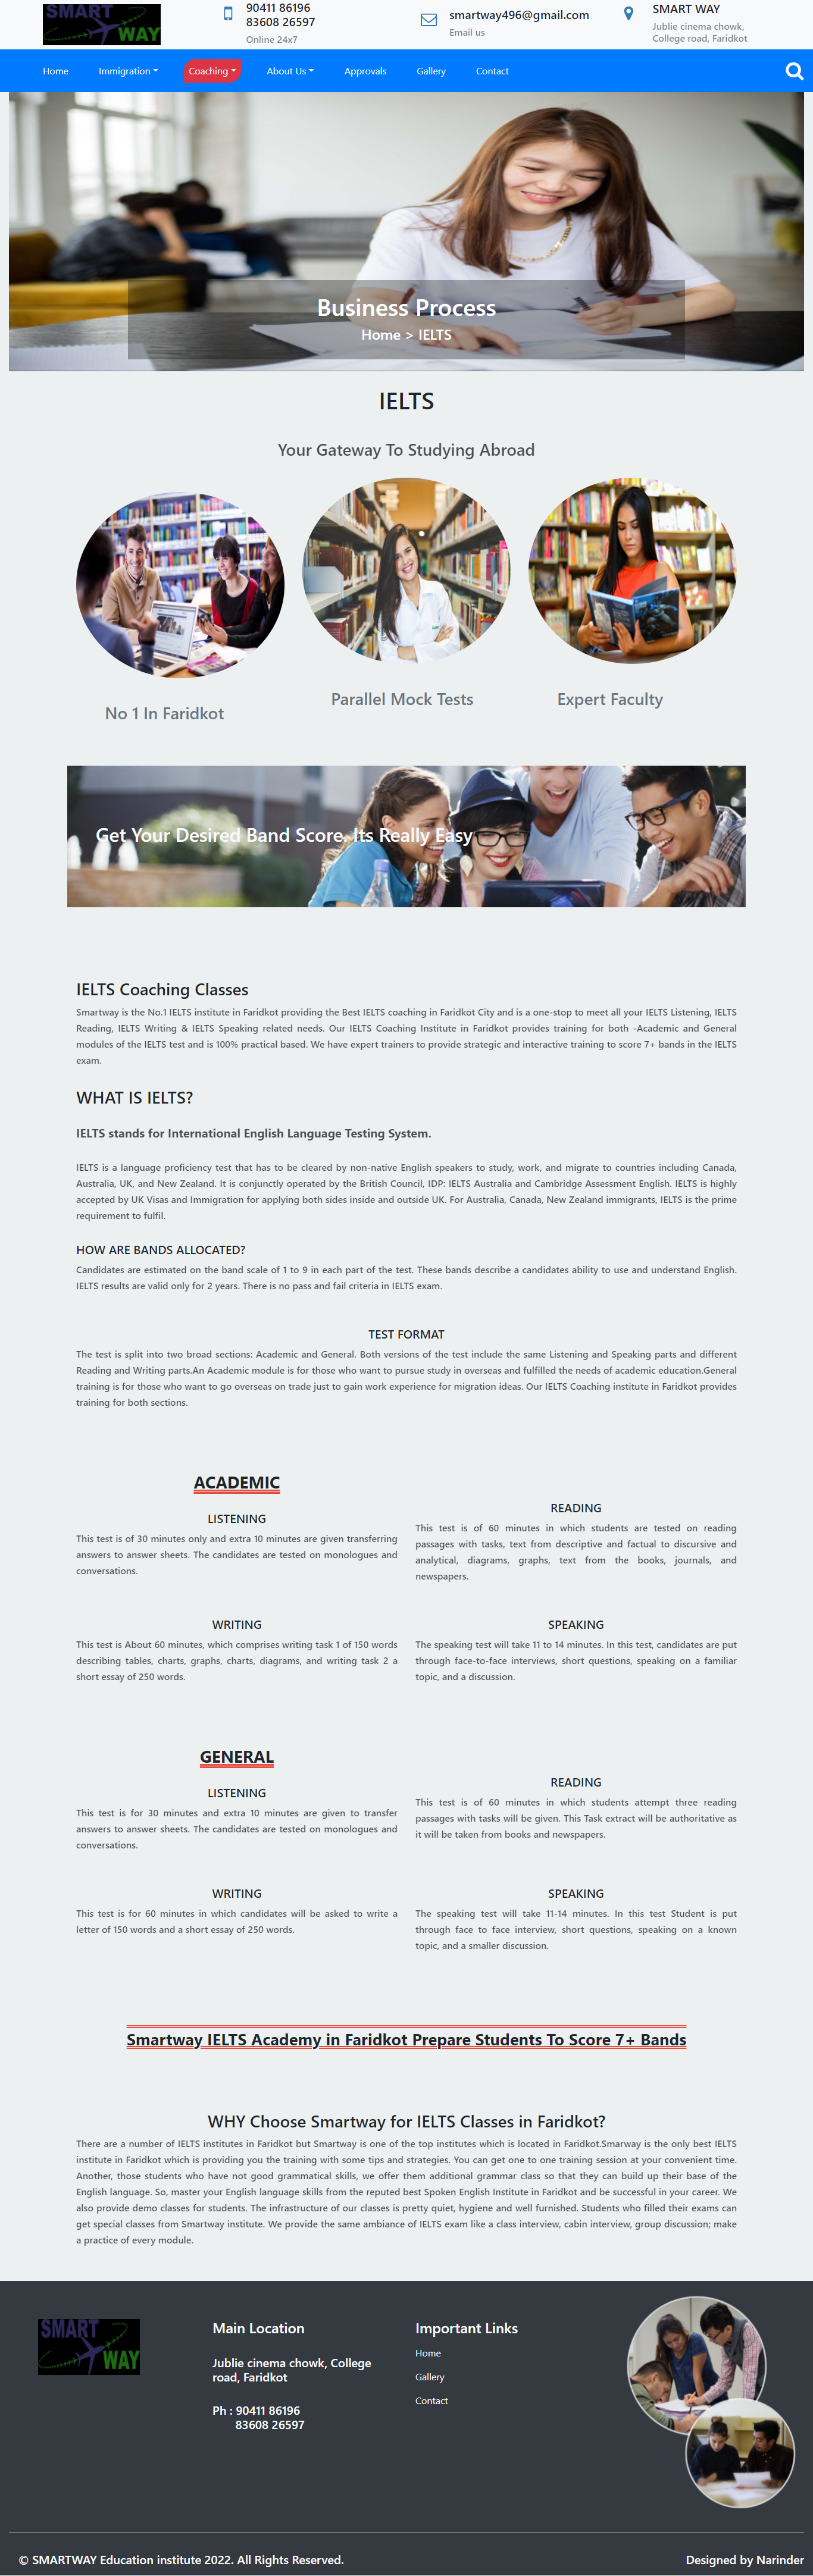 SMART
WAY
90411 86196
83608 26597
Online 24x7
smartway496@gmail.com
Email us
SMART WAY
Jublie cinema chowk,
College road, Faridkot
Home
Immigration
Coaching
About Us
Approvals
Gallery
Contact
Business Process
Home > IELTS
IELTS
Your Gateway To Studying Abroad
No 1 In Faridkot
Parallel Mock Tests
Expert Faculty
Get Your Desired Band Score. Its Really Easy
IELTS Coaching Classes
Smartway is the No.1 IELTS institute in Faridkot providing the Best IELTS coaching in Faridkot City and is a one-stop to meet all your IELTS Listening, IELTS
Reading, IELTS Writing & IELTS Speaking related needs. Our IELTS Coaching Institute in Faridkot provides training for both -Academic and General
modules of the IELTS test and is 100% practical based. We have expert trainers to provide strategic and interactive training to score 7+ bands in the IELTS
exam.
WHAT IS IELTS?
IELTS stands for International English Language Testing System.
IELTS is a language proficiency test that has to be cleared by non-native English speakers to study, work, and migrate to countries including Canada,
Australia, UK, and New Zealand. It is conjunctly operated by the British Council, IDP: IELTS Australia and Cambridge Assessment English. IELTS is highly
accepted by UK Visas and Immigration for applying both sides inside and outside UK. For Australia, Canada, New Zealand immigrants, IELTS is the prime
requirement to fulfil.
HOW ARE BANDS ALLOCATED?
Candidates are estimated on the band scale of 1 to 9 in each part of the test. These bands describe a candidates ability to use and understand English.
IELTS results are valid only for 2 years. There is no pass and fail criteria in IELTS exam.
TEST FORMAT
The test is split into two broad sections: Academic and General. Both versions of the test include the same Listening and Speaking parts and different
Reading and Writing parts.An Academic module is for those who want to pursue study in overseas and fulfilled the needs of academic education.General
training is for those who want to go overseas on trade just to gain work experience for migration ideas. Our IELTS Coaching institute in Faridkot provides
training for both sections.
ACADEMIC
LISTENING
This test is of 30 minutes only and extra 10 minutes are given transferring
answers to answer sheets. The candidates are tested on monologues and
conversations.
READING
This test is of 60 minutes in which students are tested on reading
passages with tasks, text from descriptive and factual to discursive and
analytical, diagrams, graphs, text from the books, journals, and
newspapers.
WRITING
This test is About 60 minutes, which comprises writing task 1 of 150 words
describing tables, charts, graphs, charts, diagrams, and writing task 2 a
short essay of 250 words.
SPEAKING
The speaking test will take 11 to 14 minutes. In this test, candidates are put
through face-to-face interviews, short questions, speaking on a familiar
topic, and a discussion.
GENERAL
LISTENING
This test is for 30 minutes and extra 10 minutes are given to transfer
answers to answer sheets. The candidates are tested on monologues and
conversations.
READING
This test is of 60 minutes in which students attempt three reading
passages with tasks will be given. This Task extract will be authoritative as
it will be taken from books and newspapers.
WRITING
This test is for 60 minutes in which candidates will be asked to write a
letter of 150 words and a short essay of 250 words.
SPEAKING
The speaking test will take 11-14 minutes. In this test Student is put
through face to face interview, short questions, speaking on a known
topic, and a smaller discussion.
Smartway IELTS Academy in Faridkot Prepare Students To Score 7+ Bands
WHY Choose Smartway for IELTS Classes in Faridkot?
There are a number of IELTS institutes in Faridkot but Smartway is one of the top institutes which is located in Faridkot.Smarway is the only best IELTS
institute in Faridkot which is providing you the training with some tips and strategies. You can get one to one training session at your convenient time.
Another, those students who have not good grammatical skills, we offer them additional grammar class so that they can build up their base of the
English language. So, master your English language skills from the reputed best Spoken English Institute in Faridkot and be successful in your career. We
also provide demo classes for students. The infrastructure of our classes is pretty quiet, hygiene and well furnished. Students who filled their exams can
get special classes from Smartway institute. We provide the same ambiance of IELTS exam like a class interview, cabin interview, group discussion; make
a practice of every module.
SMART
WAY
Main Location
Jublie cinema chowk, College
road, Faridkot
Ph : 90411 86196
83608 26597
Important Links
Home
Gallery
Contact
© SMARTWAY Education institute 2022. All Rights Reserved.
Designed by Narinder